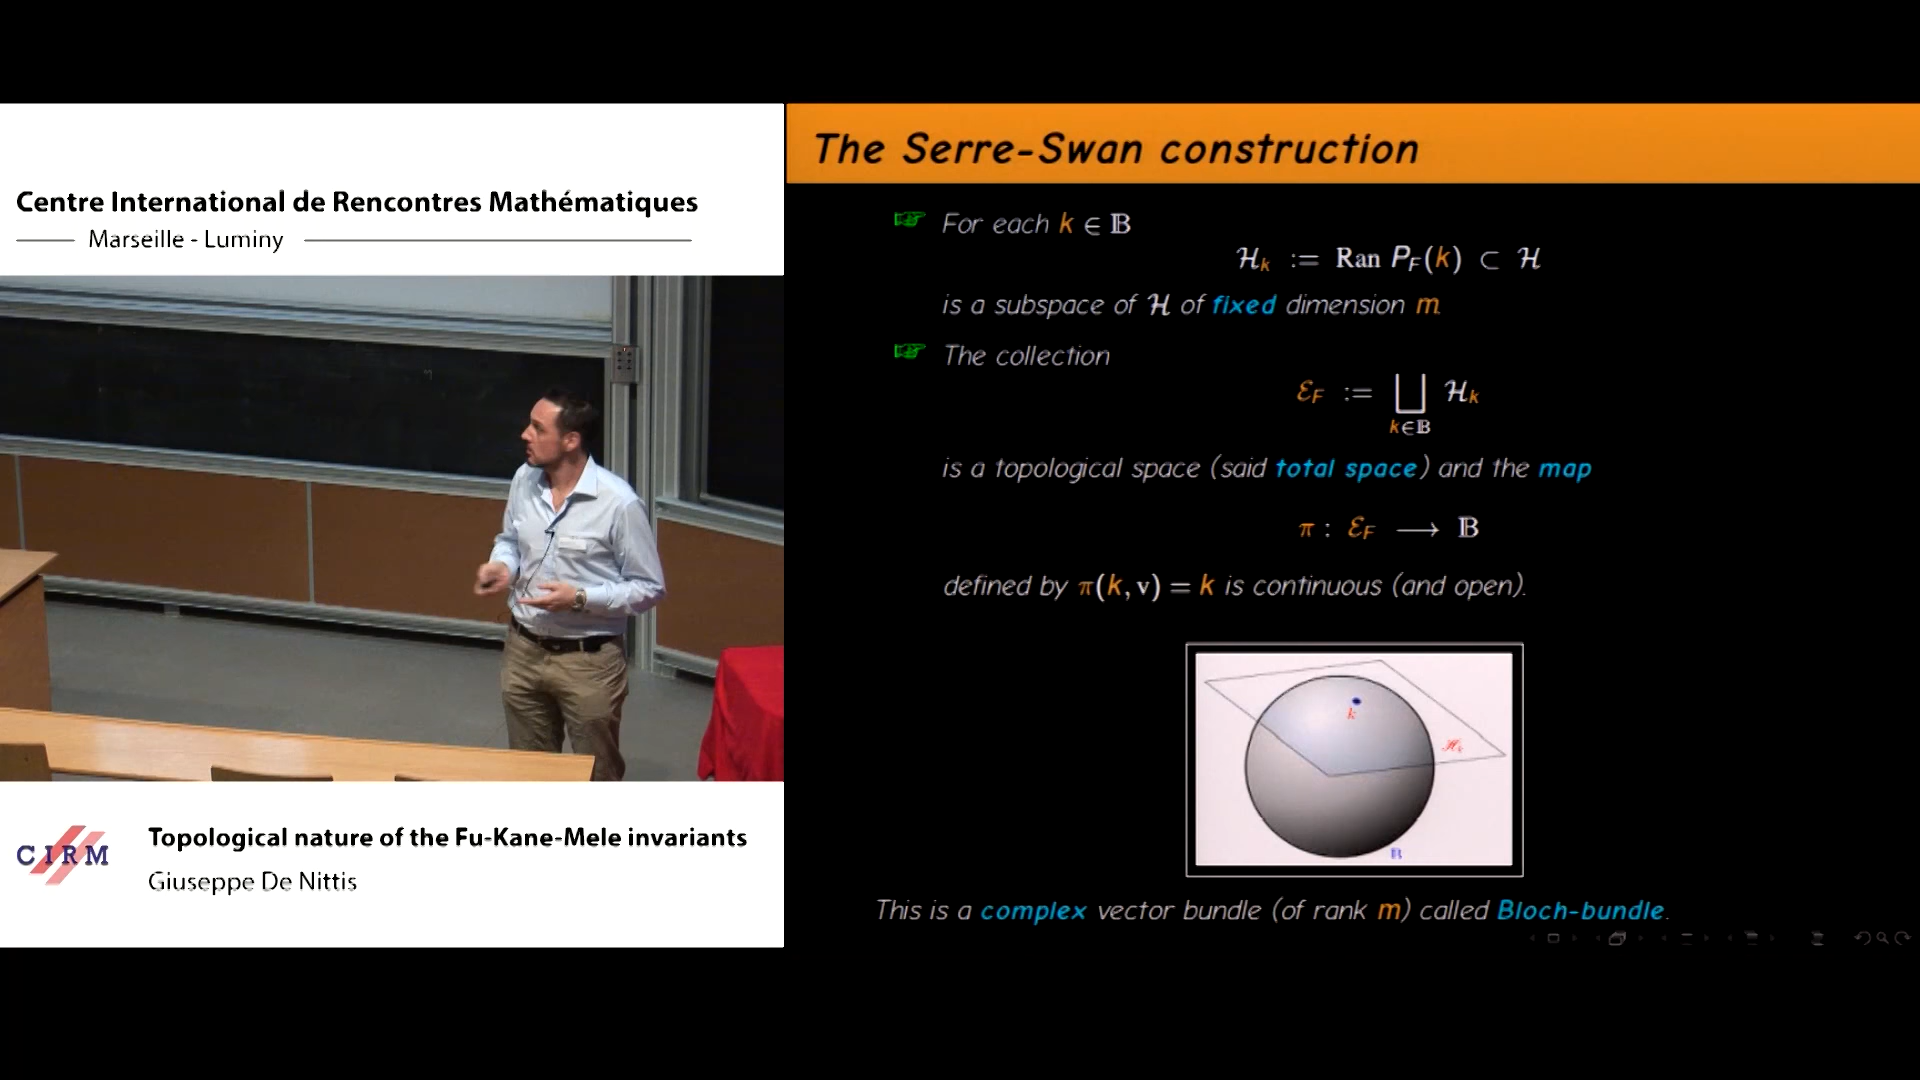 Centre International de Rencontres Mathématiques
Marseille - Luminy
CIRM
Topological nature of the Fu-Kane-Mele invariants
Giuseppe De Nittis
The Serre-Swan construction
☞ For each k ∈ 𝔹
ℋ_k := Ran P_F(k) ⊂ ℋ
is a subspace of ℋ of fixed dimension m.
☞ The collection
ℰ_F := ⨆_{k∈𝔹} ℋ_k
is a topological space (said total space) and the map
π : ℰ_F ⟶ 𝔹
defined by π(k, v) = k is continuous (and open).
k
ℋ_k
𝔹
This is a complex vector bundle (of rank m) called Bloch-bundle.